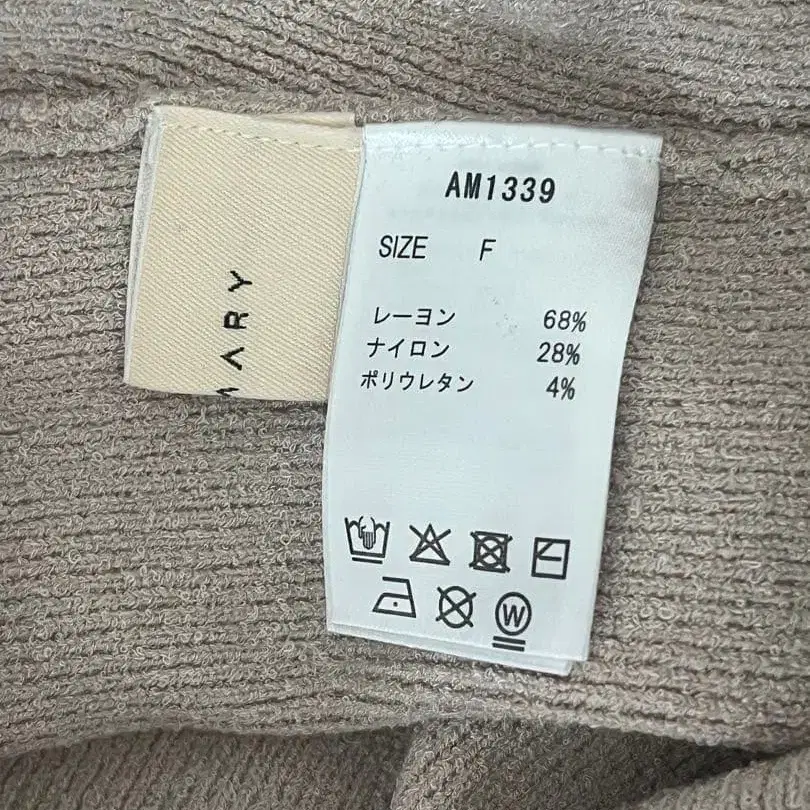 MARY
AM1339
SIZE F
レーヨン 68%
ナイロン 28%
ポリウレタン 4%
W